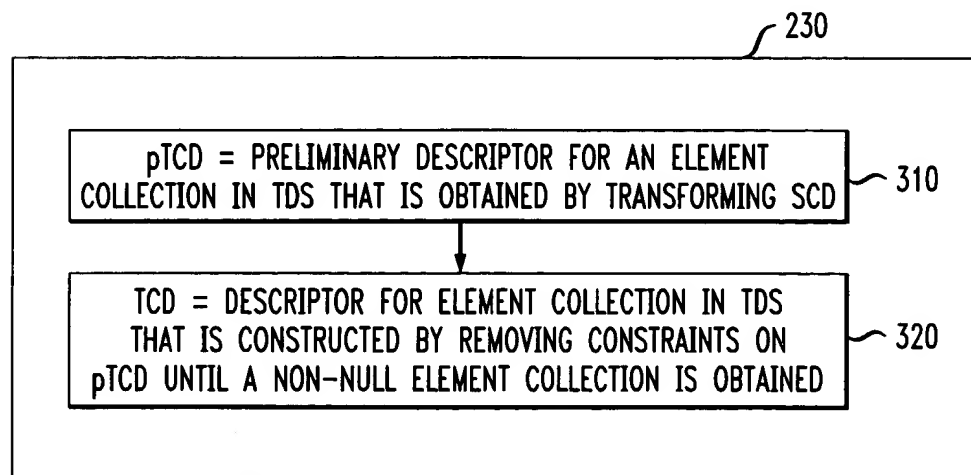 230
pTCD = PRELIMINARY DESCRIPTOR FOR AN ELEMENT
COLLECTION IN TDS THAT IS OBTAINED BY TRANSFORMING SCD
310
TCD = DESCRIPTOR FOR ELEMENT COLLECTION IN TDS
THAT IS CONSTRUCTED BY REMOVING CONSTRAINTS ON
pTCD UNTIL A NON-NULL ELEMENT COLLECTION IS OBTAINED
320